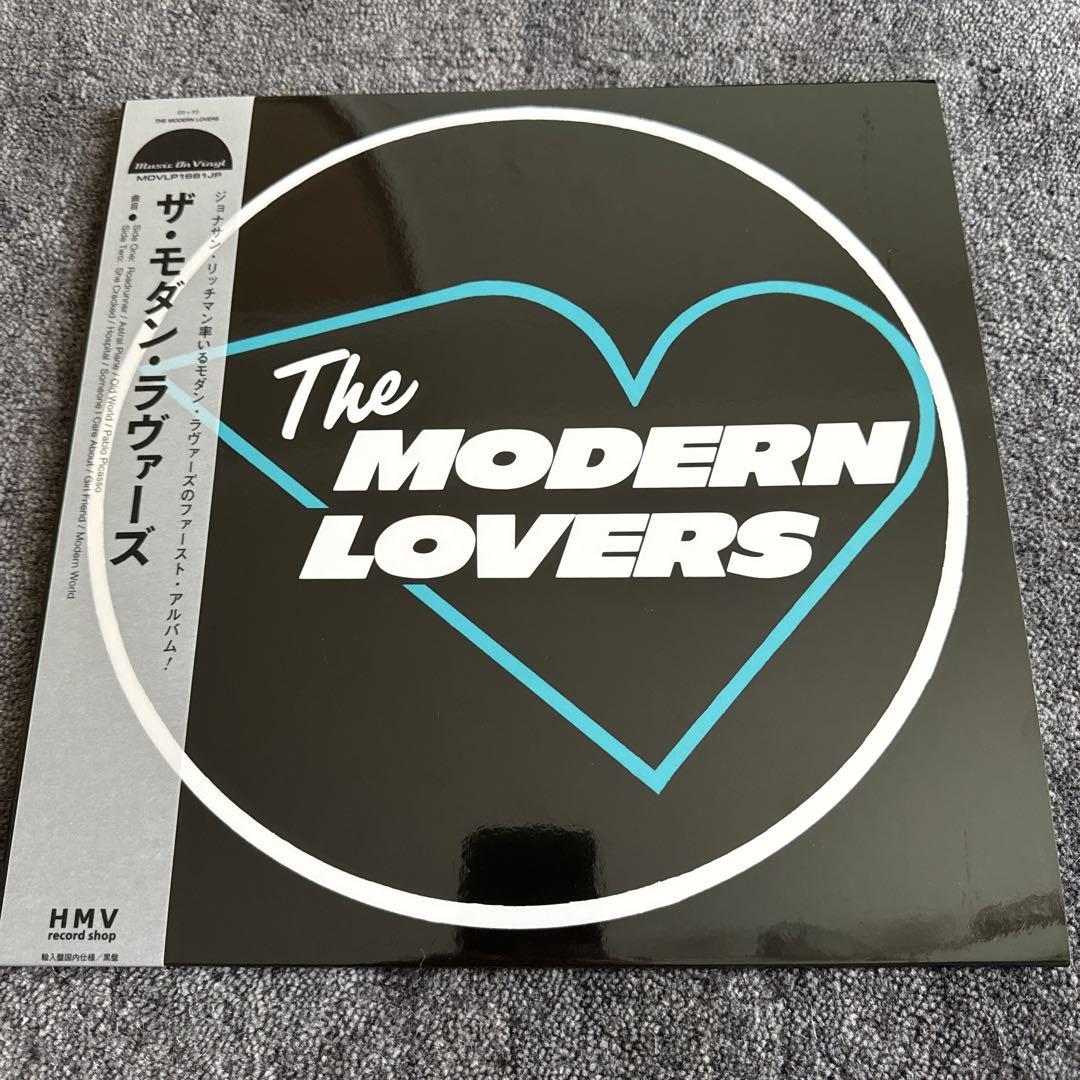 (ロック)
THE MODERN LOVERS
Music On Vinyl
MOVLP1681JP
ジョナサン・リッチマン率いるモダン・ラヴァーズのファースト・アルバム!
ザ・モダン・ラヴァーズ
曲目・Side One: Roadrunner / Astral Plane / Old World / Pablo Picasso
Side Two: She Cracked / Hospital / Someone I Care About / Girl Friend / Modern World
HMV
record shop
輸入盤国内仕様/黒盤
The
MODERN
LOVERS